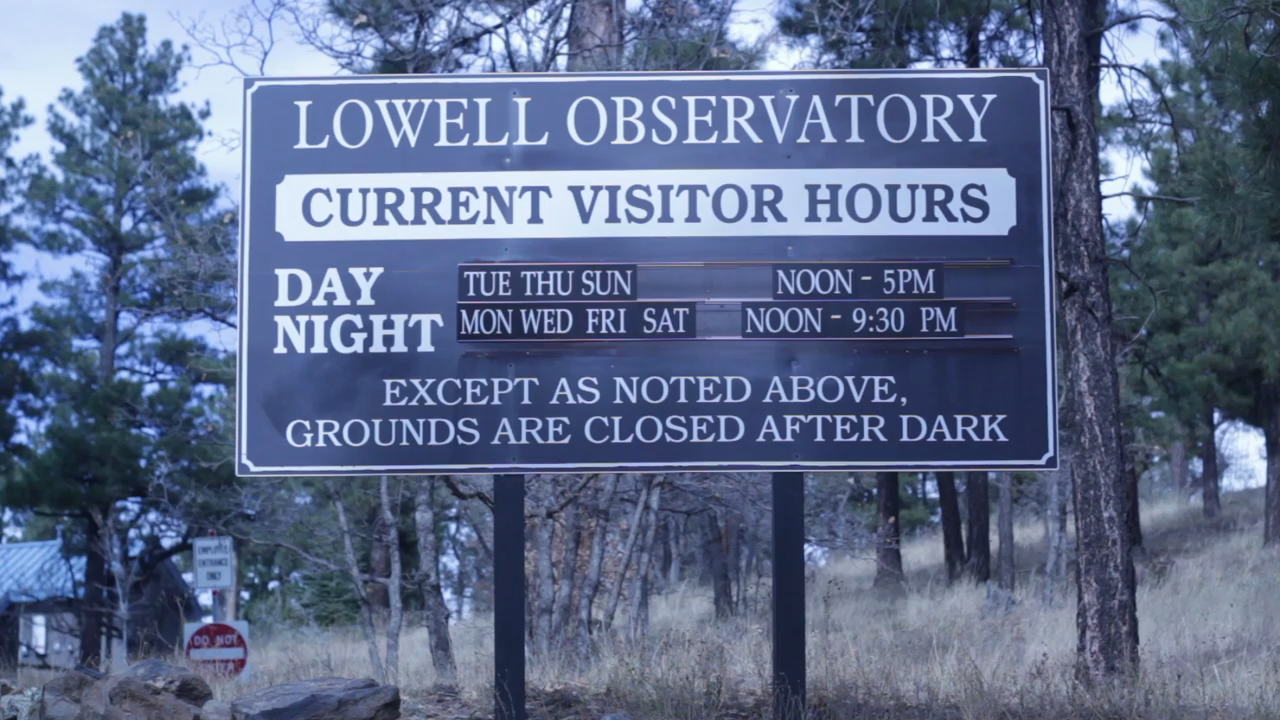 LOWELL OBSERVATORY
CURRENT VISITOR HOURS
DAY TUE THU SUN NOON - 5PM
NIGHT MON WED FRI SAT NOON - 9:30 PM
EXCEPT AS NOTED ABOVE,
GROUNDS ARE CLOSED AFTER DARK
EMPLOYEE
ENTRANCE
ONLY
DO NOT